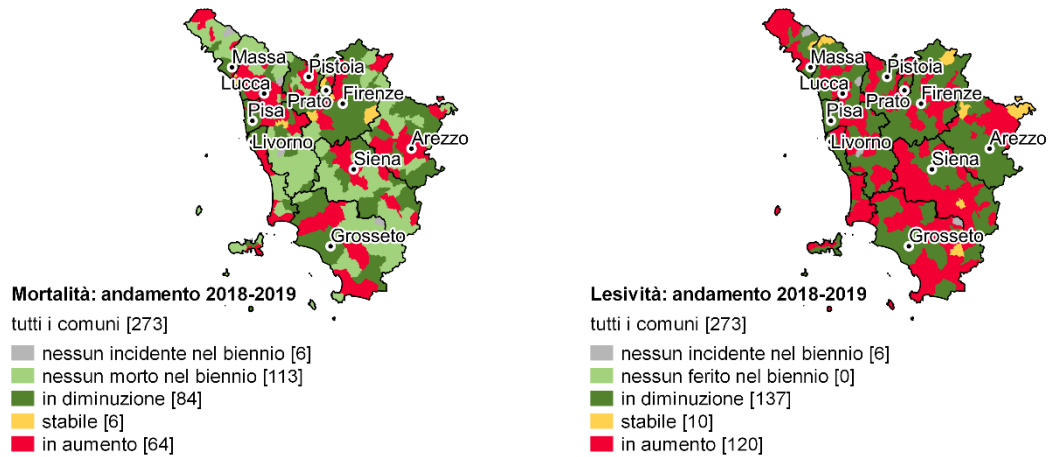 Massa
Pistoia
Lucca
Prato
Firenze
Pisa
Livorno
Arezzo
Siena
Grosseto
Mortalità: andamento 2018-2019
tutti i comuni [273]
nessun incidente nel biennio [6]
nessun morto nel biennio [113]
in diminuzione [84]
stabile [6]
in aumento [64]
Massa
Pistoia
Lucca
Prato
Firenze
Pisa
Livorno
Arezzo
Siena
Grosseto
Lesività: andamento 2018-2019
tutti i comuni [273]
nessun incidente nel biennio [6]
nessun ferito nel biennio [0]
in diminuzione [137]
stabile [10]
in aumento [120]